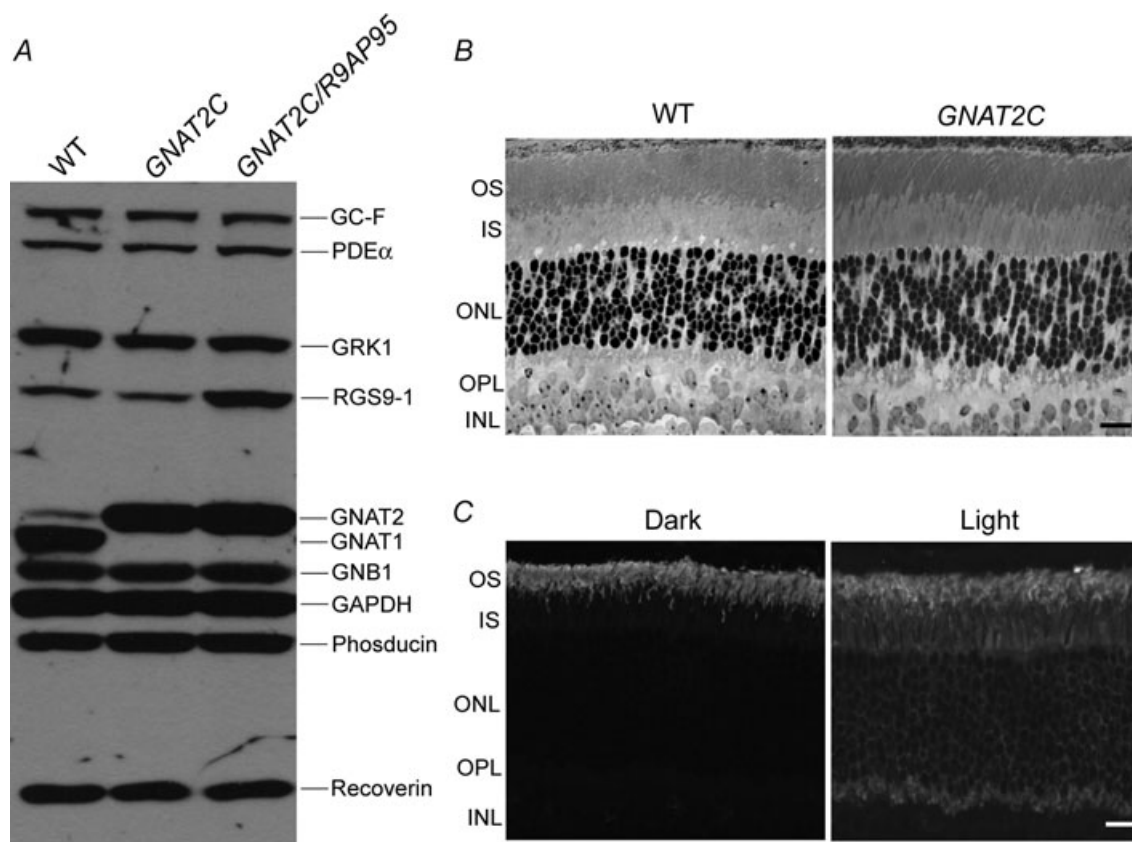 A
WT
GNAT2C
GNAT2C/R9AP95
GC-F
PDEα
GRK1
RGS9-1
GNAT2
GNAT1
GNB1
GAPDH
Phosducin
Recoverin
B
WT
GNAT2C
OS
IS
ONL
OPL
INL
C
Dark
Light
OS
IS
ONL
OPL
INL